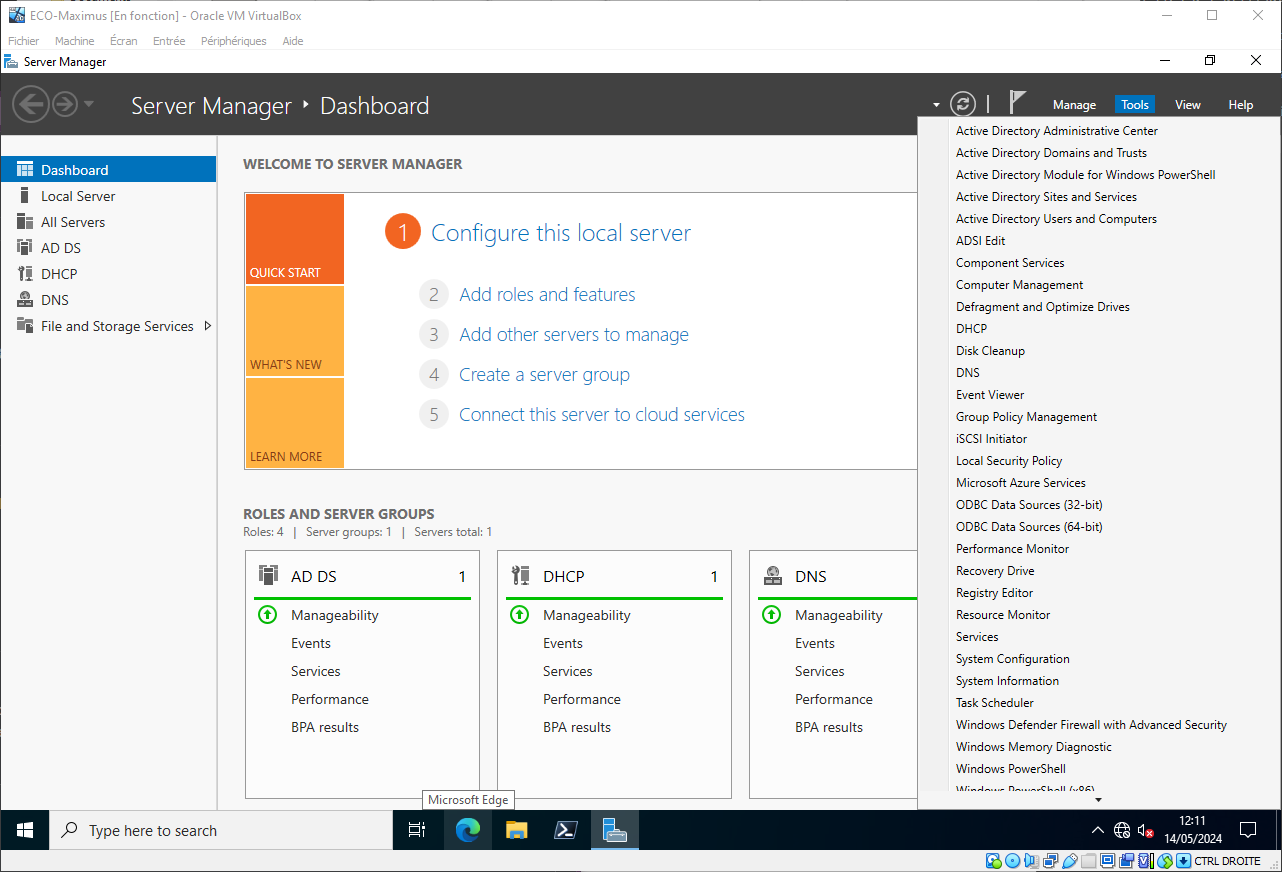 ECO-Maximus [En fonction] - Oracle VM VirtualBox
Fichier Machine Écran Entrée Périphériques Aide
Server Manager
Server Manager Dashboard
Manage Tools View Help
Dashboard
Local Server
All Servers
AD DS
DHCP
DNS
File and Storage Services
WELCOME TO SERVER MANAGER
QUICK START
WHAT'S NEW
LEARN MORE
1 Configure this local server
2 Add roles and features
3 Add other servers to manage
4 Create a server group
5 Connect this server to cloud services
ROLES AND SERVER GROUPS
Roles: 4 | Server groups: 1 | Servers total: 1
AD DS 1
Manageability
Events
Services
Performance
BPA results
DHCP 1
Manageability
Events
Services
Performance
BPA results
DNS
Manageability
Events
Services
Performance
BPA results
Active Directory Administrative Center
Active Directory Domains and Trusts
Active Directory Module for Windows PowerShell
Active Directory Sites and Services
Active Directory Users and Computers
ADSI Edit
Component Services
Computer Management
Defragment and Optimize Drives
DHCP
Disk Cleanup
DNS
Event Viewer
Group Policy Management
iSCSI Initiator
Local Security Policy
Microsoft Azure Services
ODBC Data Sources (32-bit)
ODBC Data Sources (64-bit)
Performance Monitor
Recovery Drive
Registry Editor
Resource Monitor
Services
System Configuration
System Information
Task Scheduler
Windows Defender Firewall with Advanced Security
Windows Memory Diagnostic
Windows PowerShell
Windows PowerShell (x86)
Microsoft Edge
Type here to search
12:11
14/05/2024
CTRL DROITE